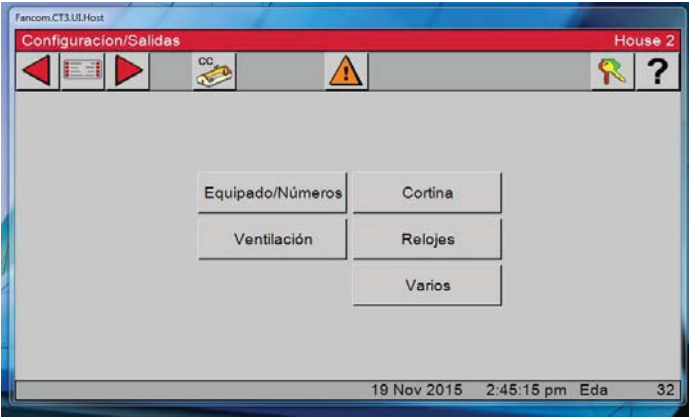 Fancom.CT3.UI.Host
Configuracion/Salidas House 2
CC ?
Equipado/Números Cortina
Ventilación Relojes
Varios
19 Nov 2015 2:45:15 pm Eda 32